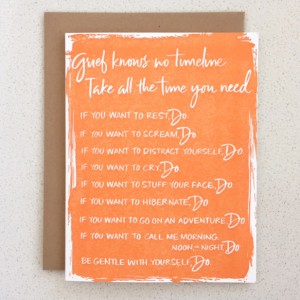 Grief knows no timeline
Take all the time you need
IF YOU WANT TO REST. Do
IF YOU WANT TO SCREAM. Do
IF YOU WANT TO DISTRACT YOURSELF. Do
IF YOU WANT TO CRY. Do
IF YOU WANT TO STUFF YOUR FACE. Do
IF YOU WANT TO HIBERNATE. Do
IF YOU WANT TO GO ON AN ADVENTURE. Do
IF YOU WANT TO CALL ME MORNING,
NOON OR NIGHT. Do
BE GENTLE WITH YOURSELF. Do.